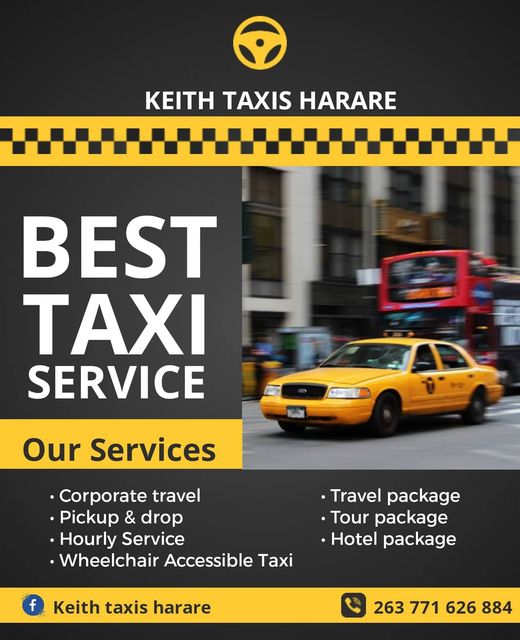 KEITH TAXIS HARARE
BEST
TAXI
SERVICE
Our Services
• Corporate travel
• Pickup & drop
• Hourly Service
• Wheelchair Accessible Taxi
• Travel package
• Tour package
• Hotel package
Keith taxis harare
263 771 626 884